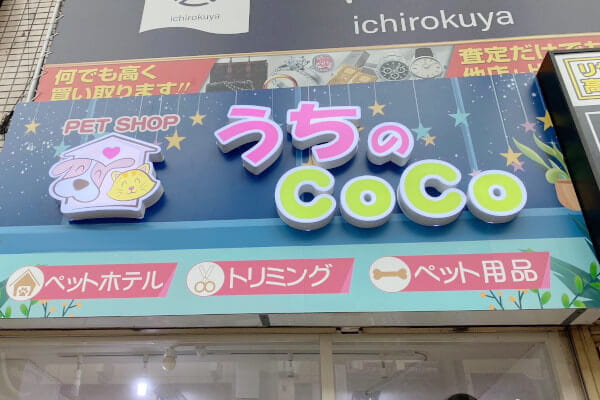 ichirokuya
ichirokuya
何でも高く
買い取ります!!
査定だけでも
PET SHOP
うちの
CoCo
ペットホテル
トリミング
ペット用品